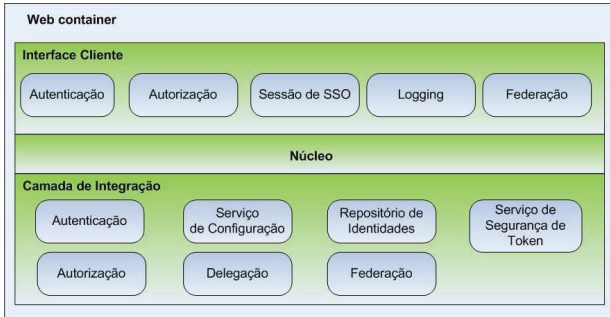 Web container
Interface Cliente
Autenticação
Autorização
Sessão de SSO
Logging
Federação
Núcleo
Camada de Integração
Autenticação
Serviço
de Configuração
Repositório de
Identidades
Serviço de
Segurança de
Token
Autorização
Delegação
Federação